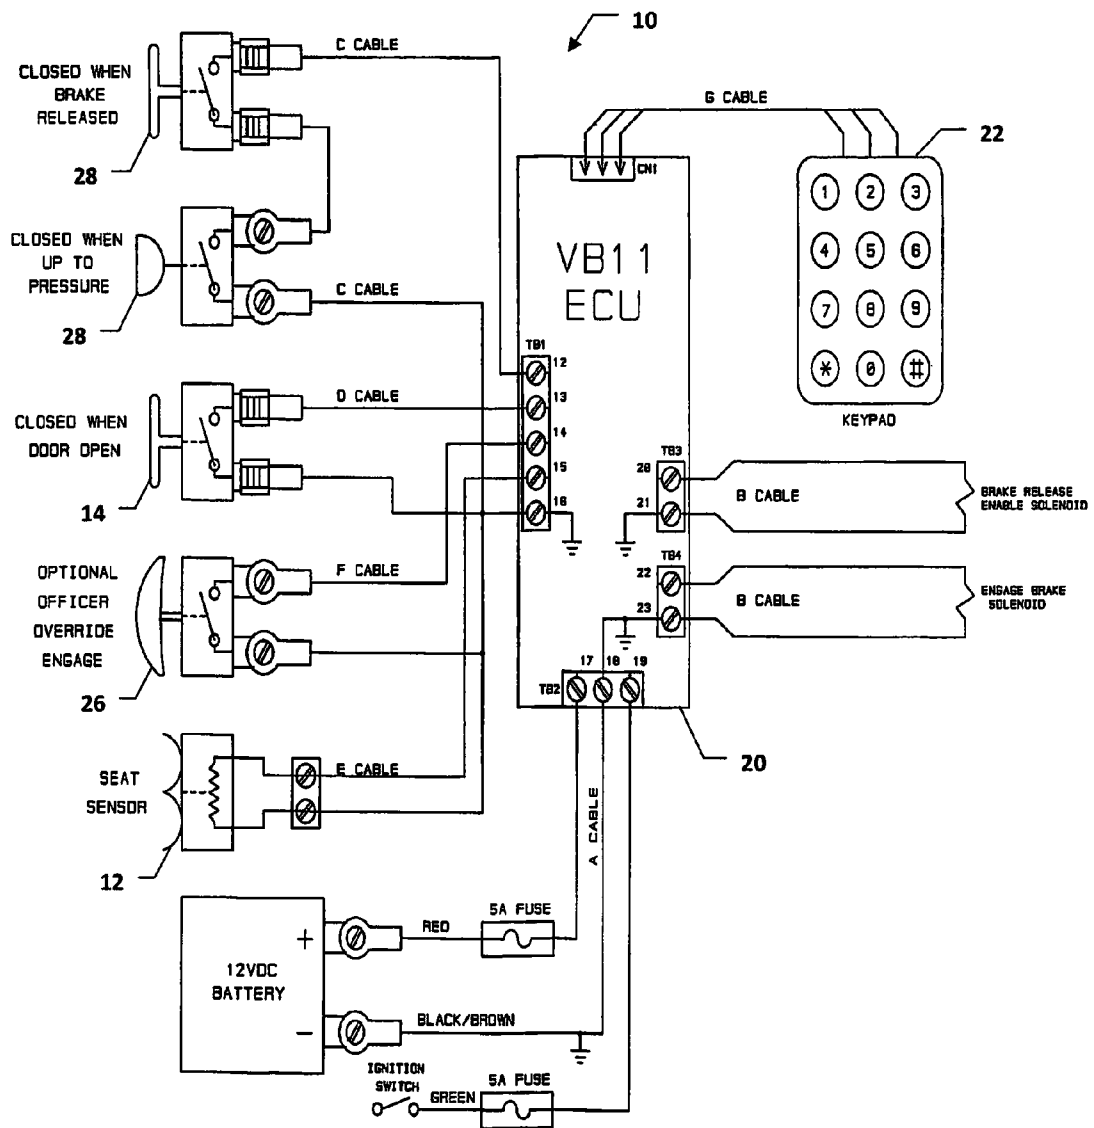 10
C CABLE
CLOSED WHEN
BRAKE
RELEASED
28
G CABLE
22
CN1
1 2 3
4 5 6
7 8 9
* 0 #
KEYPAD
CLOSED WHEN
UP TO
PRESSURE
28
C CABLE
VB11
ECU
TB1
12
13
14
15
16
D CABLE
CLOSED WHEN
DOOR OPEN
14
TB3
20
21
B CABLE
BRAKE RELEASE
ENABLE SOLENOID
TB4
22
23
B CABLE
ENGAGE BRAKE
SOLENOID
F CABLE
OPTIONAL
OFFICER
OVERRIDE
ENGAGE
26
17 18 19
TB2
20
E CABLE
SEAT
SENSOR
12
A CABLE
5A FUSE
RED
+
12VDC
BATTERY
-
BLACK/BROWN
IGNITION
SWITCH
GREEN
5A FUSE